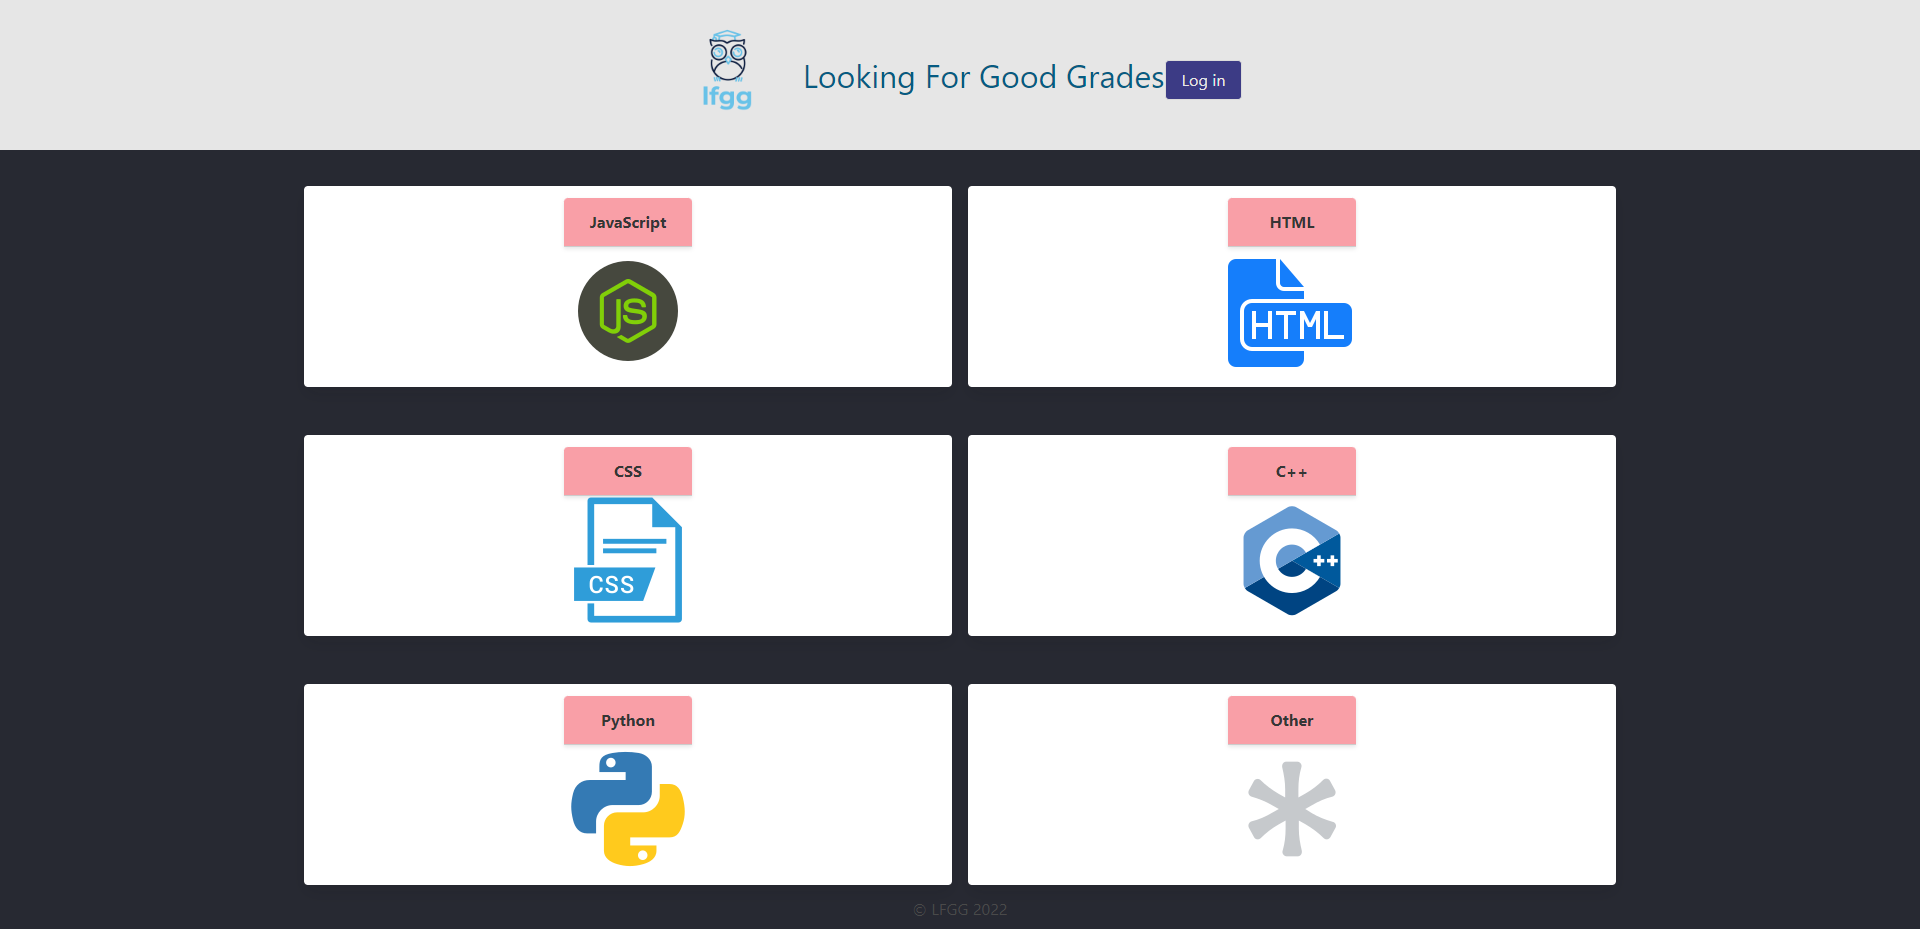 lfgg
Looking For Good Grades
Log in
JavaScript
JS
HTML
HTML
CSS
CSS
C++
C++
Python
Other
© LFGG 2022